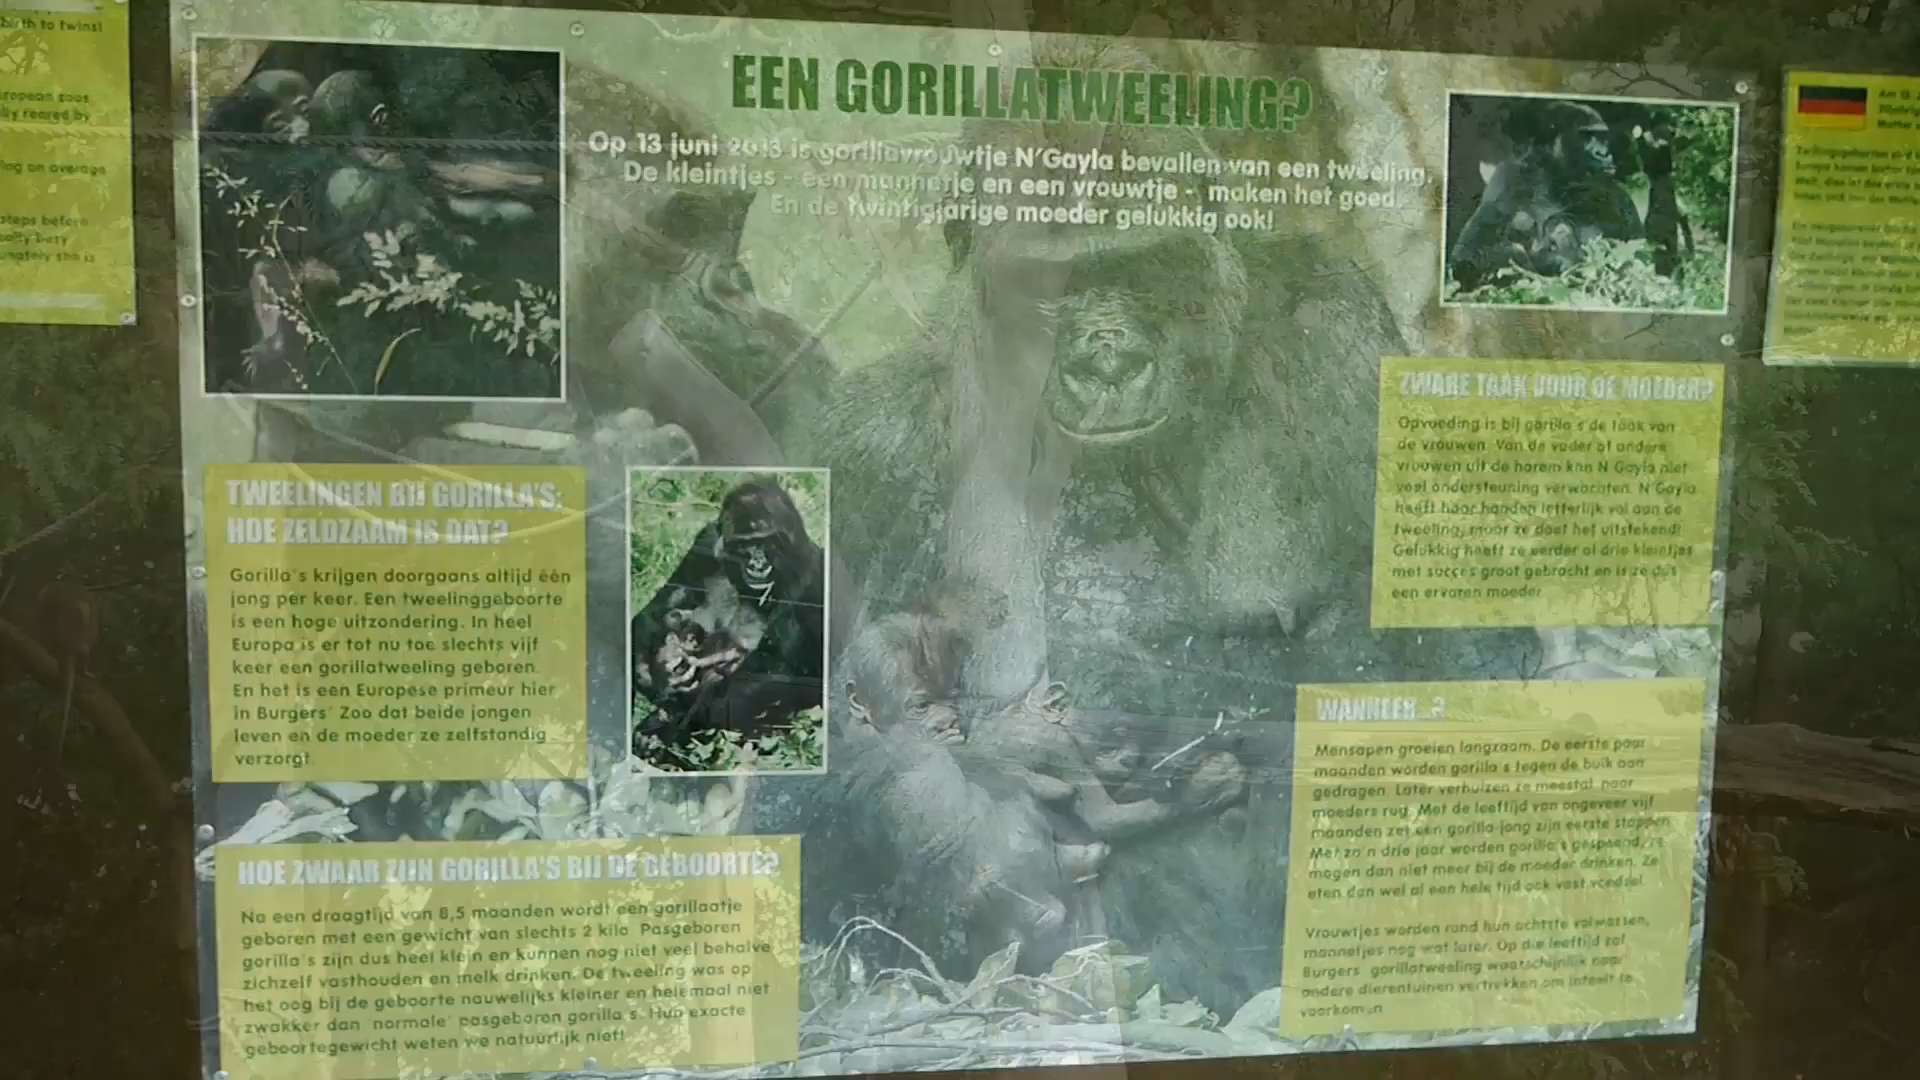 birth to twins!
European zoos
ing on average
steps before
EEN GORILLATWEELING?
Op 13 juni 2013 is gorillavrouwtje N'Gayla bevallen van een tweeling.
De kleintjes - een mannetje en een vrouwtje - maken het goed.
En de twintigjarige moeder gelukkig ook!
TWEELINGEN BIJ GORILLA'S:
HOE ZELDZAAM IS DAT?
Gorilla's krijgen doorgaans altijd één
jong per keer. Een tweelinggeboorte
is een hoge uitzondering. In heel
Europa is er tot nu toe slechts vijf
keer een gorillatweeling geboren.
En het is een Europese primeur hier
in Burgers' Zoo dat beide jongen
leven en de moeder ze zelfstandig
verzorgt.
HOE ZWAAR ZIJN GORILLA'S BIJ DE GEBOORTE?
Na een draagtijd van 8,5 maanden wordt een gorillaatje
geboren met een gewicht van slechts 2 kilo. Pasgeboren
gorilla's zijn dus heel klein en kunnen nog niet veel behalve
zichzelf vasthouden en melk drinken. De tweeling was op
het oog bij de geboorte nauwelijks kleiner en helemaal niet
zwakker dan 'normale' pasgeboren gorilla's. Hun exacte
geboortegewicht weten we natuurlijk niet!
ZWARE TAAK VOOR DE MOEDER?
Opvoeding is bij gorilla's de taak van
de vrouwen. Van de vader of andere
vrouwen uit de harem kan N'Gayla niet
veel ondersteuning verwachten. N'Gayla
heeft haar handen letterlijk vol aan de
tweeling, maar ze doet het uitstekend!
Gelukkig heeft ze eerder al drie kleintjes
met succes groot gebracht en is ze dus
een ervaren moeder.
WANNEER...?
Mensapen groeien langzaam. De eerste paar
maanden worden gorilla's tegen de buik aan
gedragen. Later verhuizen ze meestal naar
moeders rug. Met de leeftijd van ongeveer vijf
maanden zet een gorilla-jong zijn eerste stappen.
Met zo'n drie jaar worden gorilla's gespeend, ze
mogen dan niet meer bij de moeder drinken. Ze
eten dan wel al een hele tijd ook vast voedsel.
Vrouwtjes worden rond hun achtste volwassen,
mannetjes nog wat later. Op die leeftijd zal
Burgers' gorillatweeling waarschijnlijk naar
andere dierentuinen vertrekken om inteelt te
voorkomen.